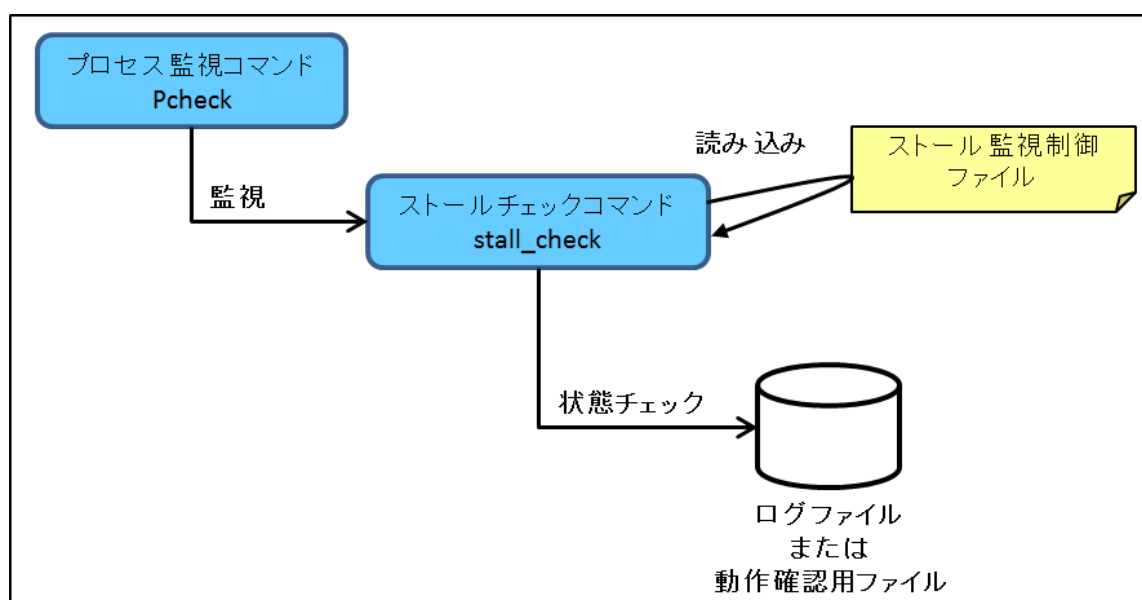 プロセス監視コマンド
Pcheck
監視
読み込み
ストール監視制御
ファイル
ストールチェックコマンド
stall_check
状態チェック
ログファイル
または
動作確認用ファイル